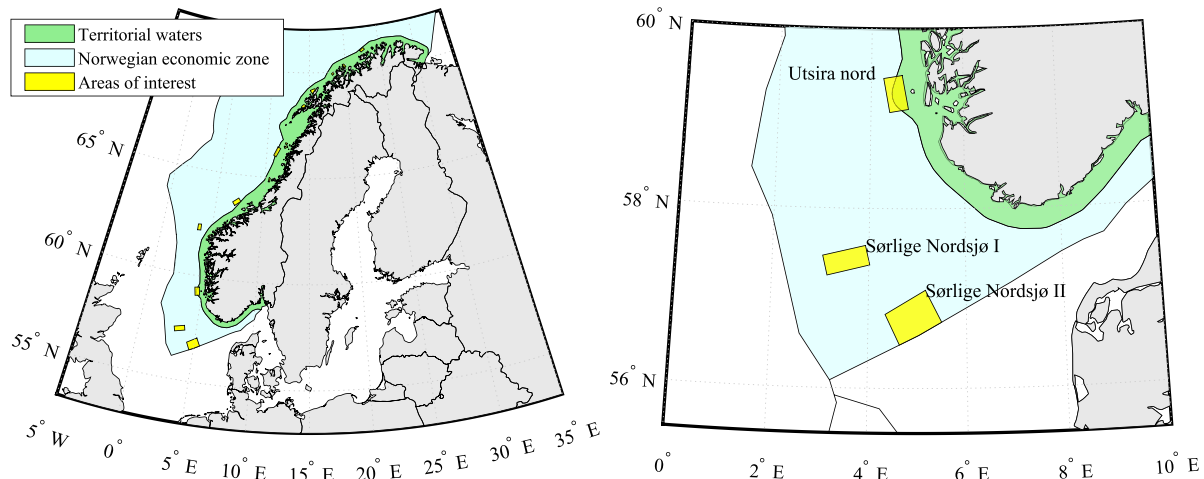 Territorial waters
Norwegian economic zone
Areas of interest
65° N
60° N
55° N
5° W
0°
5° E
10° E
15° E
20° E
25° E
30° E
35° E
60° N
58° N
56° N
Utsira nord
Sørlige Nordsjø I
Sørlige Nordsjø II
0°
2° E
4° E
6° E
8° E
10° E